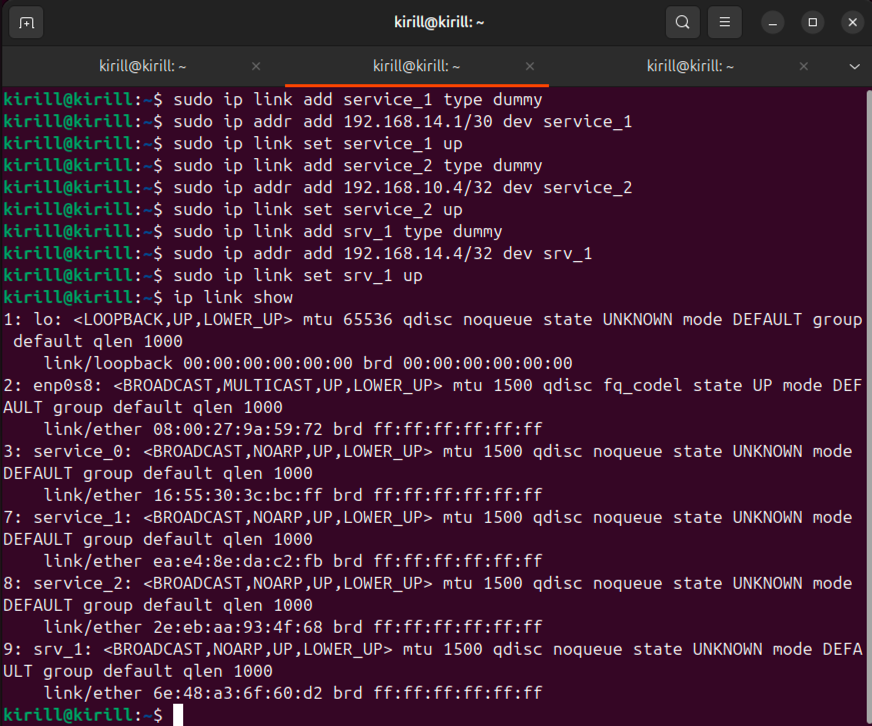 kirill@kirill: ~
kirill@kirill: ~
kirill@kirill: ~
kirill@kirill: ~
kirill@kirill:~$ sudo ip link add service_1 type dummy
kirill@kirill:~$ sudo ip addr add 192.168.14.1/30 dev service_1
kirill@kirill:~$ sudo ip link set service_1 up
kirill@kirill:~$ sudo ip link add service_2 type dummy
kirill@kirill:~$ sudo ip addr add 192.168.10.4/32 dev service_2
kirill@kirill:~$ sudo ip link set service_2 up
kirill@kirill:~$ sudo ip link add srv_1 type dummy
kirill@kirill:~$ sudo ip addr add 192.168.14.4/32 dev srv_1
kirill@kirill:~$ sudo ip link set srv_1 up
kirill@kirill:~$ ip link show
1: lo: <LOOPBACK,UP,LOWER_UP> mtu 65536 qdisc noqueue state UNKNOWN mode DEFAULT group
 default qlen 1000
    link/loopback 00:00:00:00:00:00 brd 00:00:00:00:00:00
2: enp0s8: <BROADCAST,MULTICAST,UP,LOWER_UP> mtu 1500 qdisc fq_codel state UP mode DEF
AULT group default qlen 1000
    link/ether 08:00:27:9a:59:72 brd ff:ff:ff:ff:ff:ff
3: service_0: <BROADCAST,NOARP,UP,LOWER_UP> mtu 1500 qdisc noqueue state UNKNOWN mode
DEFAULT group default qlen 1000
    link/ether 16:55:30:3c:bc:ff brd ff:ff:ff:ff:ff:ff
7: service_1: <BROADCAST,NOARP,UP,LOWER_UP> mtu 1500 qdisc noqueue state UNKNOWN mode
DEFAULT group default qlen 1000
    link/ether ea:e4:8e:da:c2:fb brd ff:ff:ff:ff:ff:ff
8: service_2: <BROADCAST,NOARP,UP,LOWER_UP> mtu 1500 qdisc noqueue state UNKNOWN mode
DEFAULT group default qlen 1000
    link/ether 2e:eb:aa:93:4f:68 brd ff:ff:ff:ff:ff:ff
9: srv_1: <BROADCAST,NOARP,UP,LOWER_UP> mtu 1500 qdisc noqueue state UNKNOWN mode DEFA
ULT group default qlen 1000
    link/ether 6e:48:a3:6f:60:d2 brd ff:ff:ff:ff:ff:ff
kirill@kirill:~$